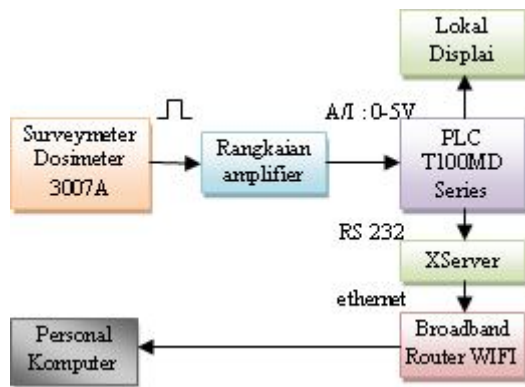 Lokal
Displai
A/I : 0-5V
Surveymeter
Dosimeter
3007A
Rangkaian
amplifier
PLC
T100MD
Series
RS 232
XServer
ethernet
Personal
Komputer
Broadband
Router WIFI